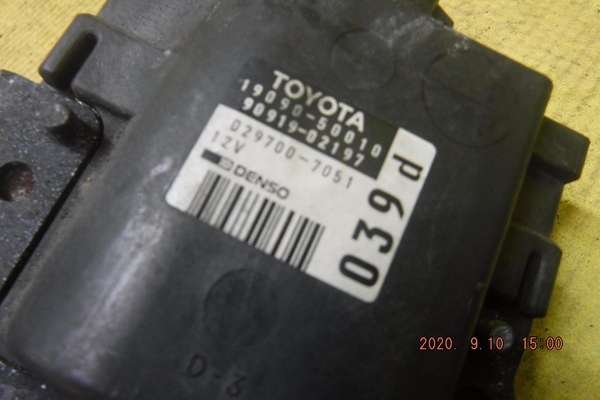 TOYOTA
19090-50010
90919-02197
029700-7051
12V
DENSO
039d
D-3
2020. 9.10 15:00